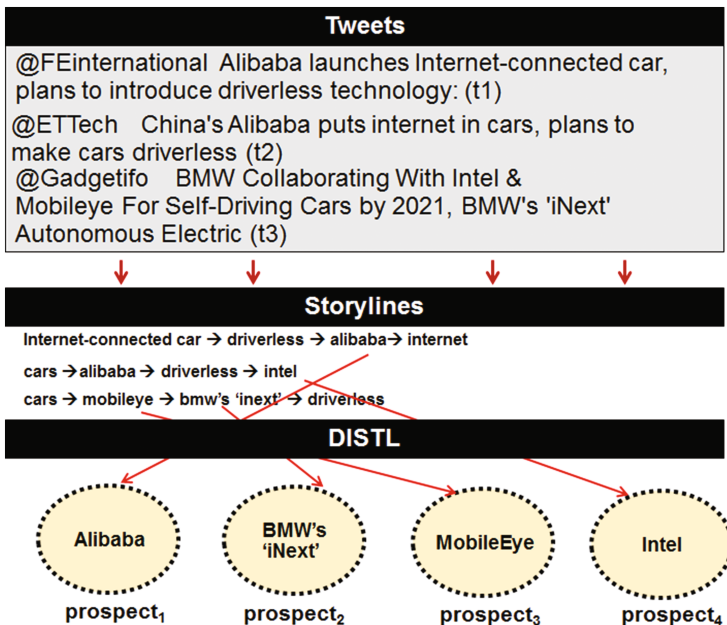 Tweets
@FEinternational Alibaba launches Internet-connected car,
plans to introduce driverless technology: (t1)
@ETTech China's Alibaba puts internet in cars, plans to
make cars driverless (t2)
@Gadgetifo BMW Collaborating With Intel &
Mobileye For Self-Driving Cars by 2021, BMW's 'iNext'
Autonomous Electric (t3)
Storylines
Internet-connected car → driverless → alibaba → internet
cars → alibaba → driverless → intel
cars → mobileye → bmw's ‘inext’ → driverless
DISTL
Alibaba
BMW's
‘iNext’
MobileEye
Intel
prospect₁ prospect₂ prospect₃ prospect₄